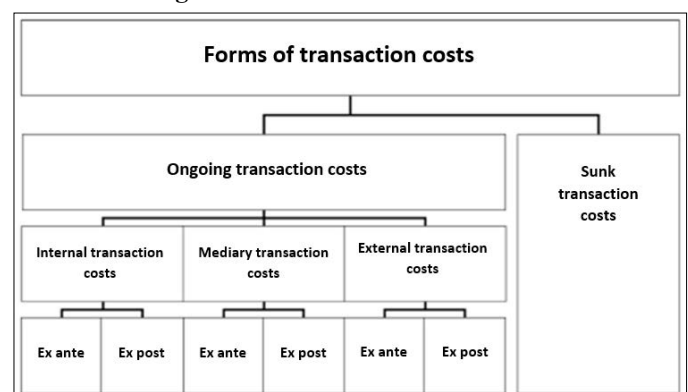 Forms of transaction costs
Ongoing transaction costs
Sunk
transaction
costs
Internal transaction
costs
Mediary transaction
costs
External transaction
costs
Ex ante
Ex post
Ex ante
Ex post
Ex ante
Ex post